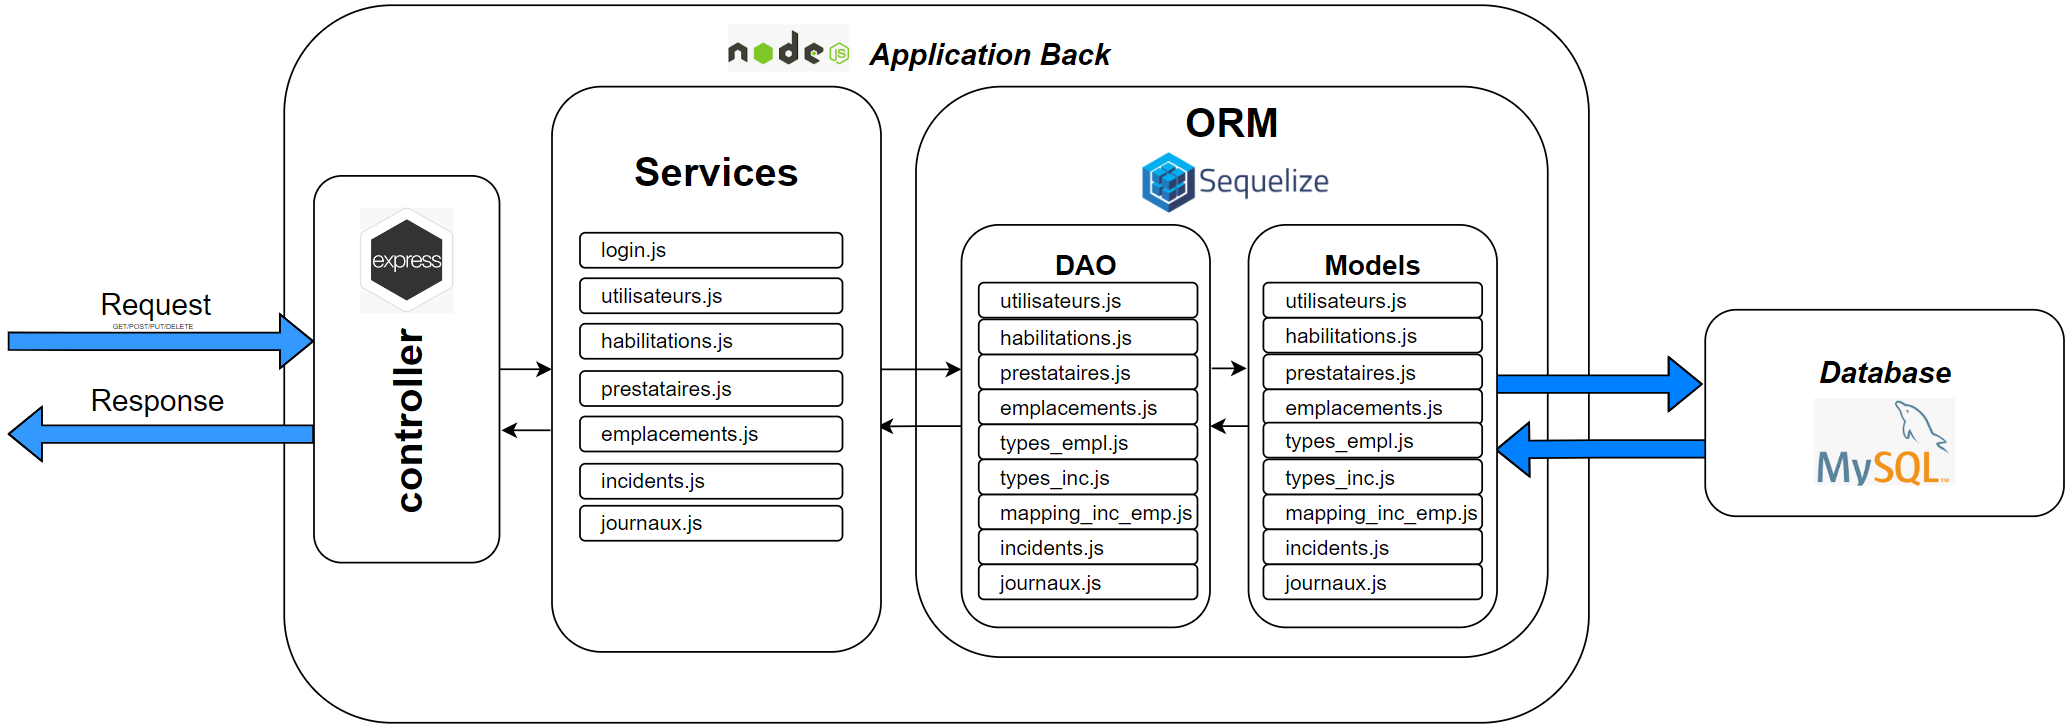 node JS
Application Back
Request
GET/POST/PUT/DELETE
Response
express
controller
Services
login.js
utilisateurs.js
habilitations.js
prestataires.js
emplacements.js
incidents.js
journaux.js
ORM
Sequelize
DAO
utilisateurs.js
habilitations.js
prestataires.js
emplacements.js
types_empl.js
types_inc.js
mapping_inc_emp.js
incidents.js
journaux.js
Models
utilisateurs.js
habilitations.js
prestataires.js
emplacements.js
types_empl.js
types_inc.js
mapping_inc_emp.js
incidents.js
journaux.js
Database
MySQL™